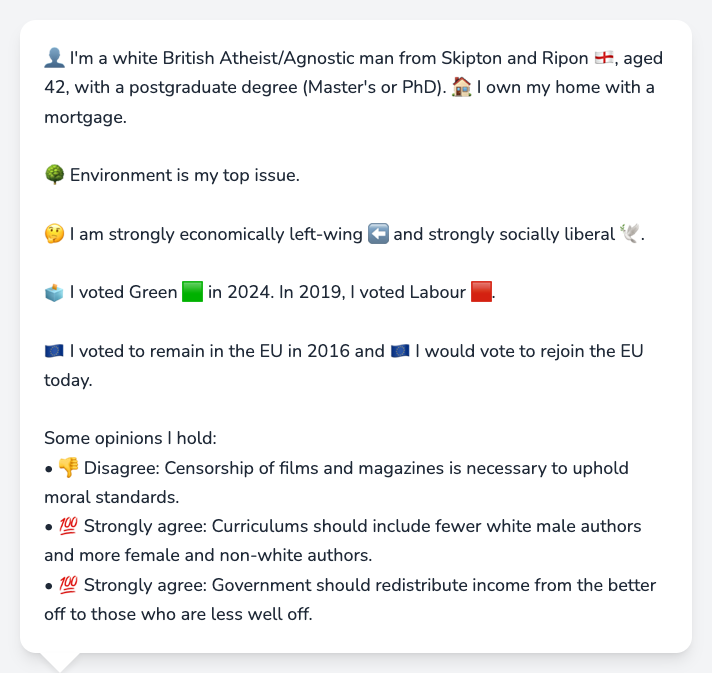 👤 I'm a white British Atheist/Agnostic man from Skipton and Ripon 🏴󠁧󠁢󠁥󠁮󠁧󠁿, aged
42, with a postgraduate degree (Master's or PhD). 🏠 I own my home with a
mortgage.
🌳 Environment is my top issue.
🤔 I am strongly economically left-wing ⬅️ and strongly socially liberal 🕊️.
🗳️ I voted Green 🟩 in 2024. In 2019, I voted Labour 🟥.
🇪🇺 I voted to remain in the EU in 2016 and 🇪🇺 I would vote to rejoin the EU
today.
Some opinions I hold:
• 👎 Disagree: Censorship of films and magazines is necessary to uphold
moral standards.
• 💯 Strongly agree: Curriculums should include fewer white male authors
and more female and non-white authors.
• 💯 Strongly agree: Government should redistribute income from the better
off to those who are less well off.